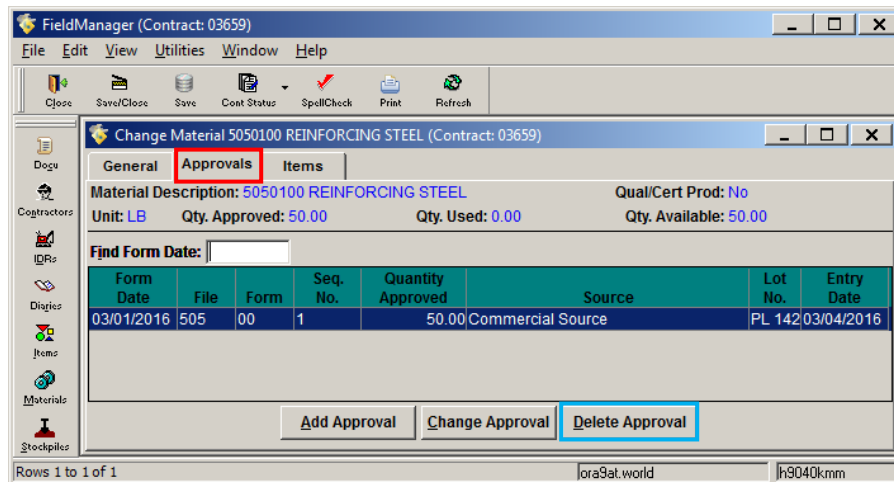 FieldManager (Contract: 03659)
File Edit View Utilities Window Help
Close Save/Close Save Cont Status SpellCheck Print Refresh
Change Material 5050100 REINFORCING STEEL (Contract: 03659)
Docu
General Approvals Items
Material Description: 5050100 REINFORCING STEEL Qual/Cert Prod: No
Contractors
Unit: LB Qty. Approved: 50.00 Qty. Used: 0.00 Qty. Available: 50.00
IDRs
Find Form Date:
Diaries
Form Date File Form Seq. No. Quantity Approved Source Lot No. Entry Date
03/01/2016 505 00 1 50.00 Commercial Source PL 142 03/04/2016
Items
Materials
Add Approval Change Approval Delete Approval
Stockpiles
Rows 1 to 1 of 1 ora9at.world h9040kmm